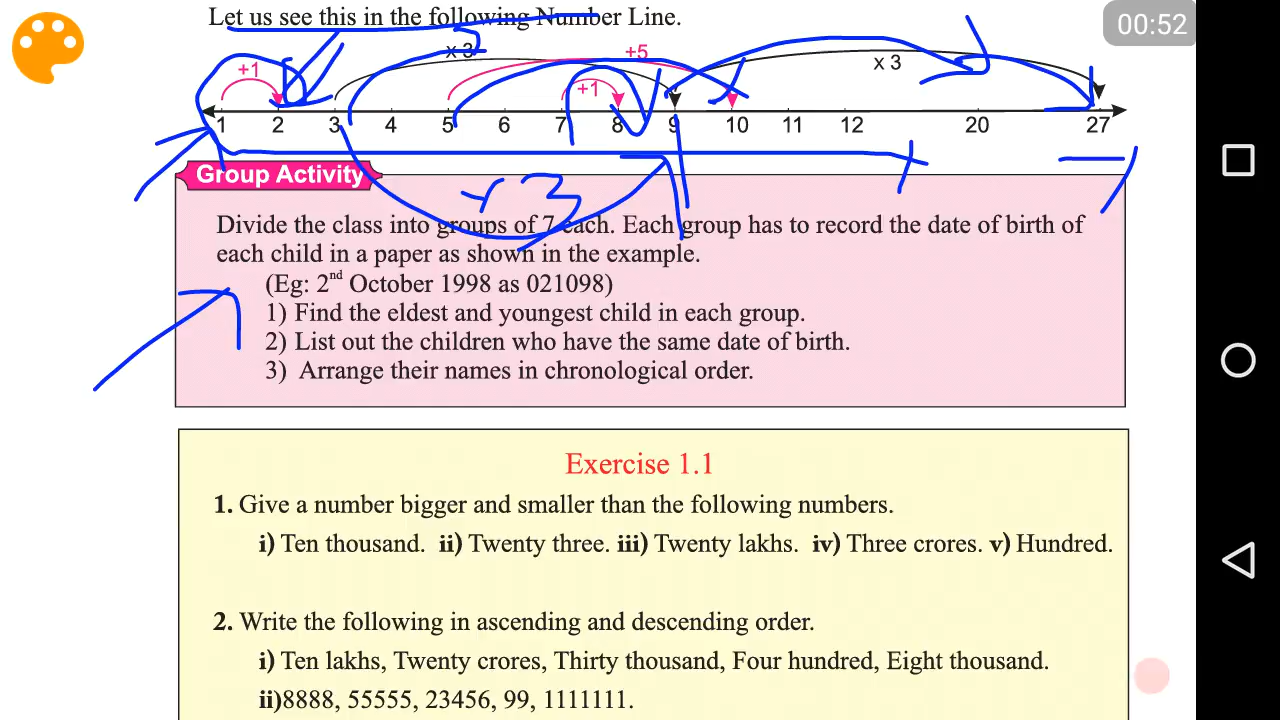 00:52
Let us see this in the following Number Line.
+1 x 3 +5 +1 x 3
1 2 3 4 5 6 7 8 9 10 11 12 20 27
+3
Group Activity
Divide the class into groups of 7 each. Each group has to record the date of birth of
each child in a paper as shown in the example.
(Eg: 2nd October 1998 as 021098)
1) Find the eldest and youngest child in each group.
2) List out the children who have the same date of birth.
3) Arrange their names in chronological order.
Exercise 1.1
1. Give a number bigger and smaller than the following numbers.
i) Ten thousand. ii) Twenty three. iii) Twenty lakhs. iv) Three crores. v) Hundred.
2. Write the following in ascending and descending order.
i) Ten lakhs, Twenty crores, Thirty thousand, Four hundred, Eight thousand.
ii)8888, 55555, 23456, 99, 1111111.